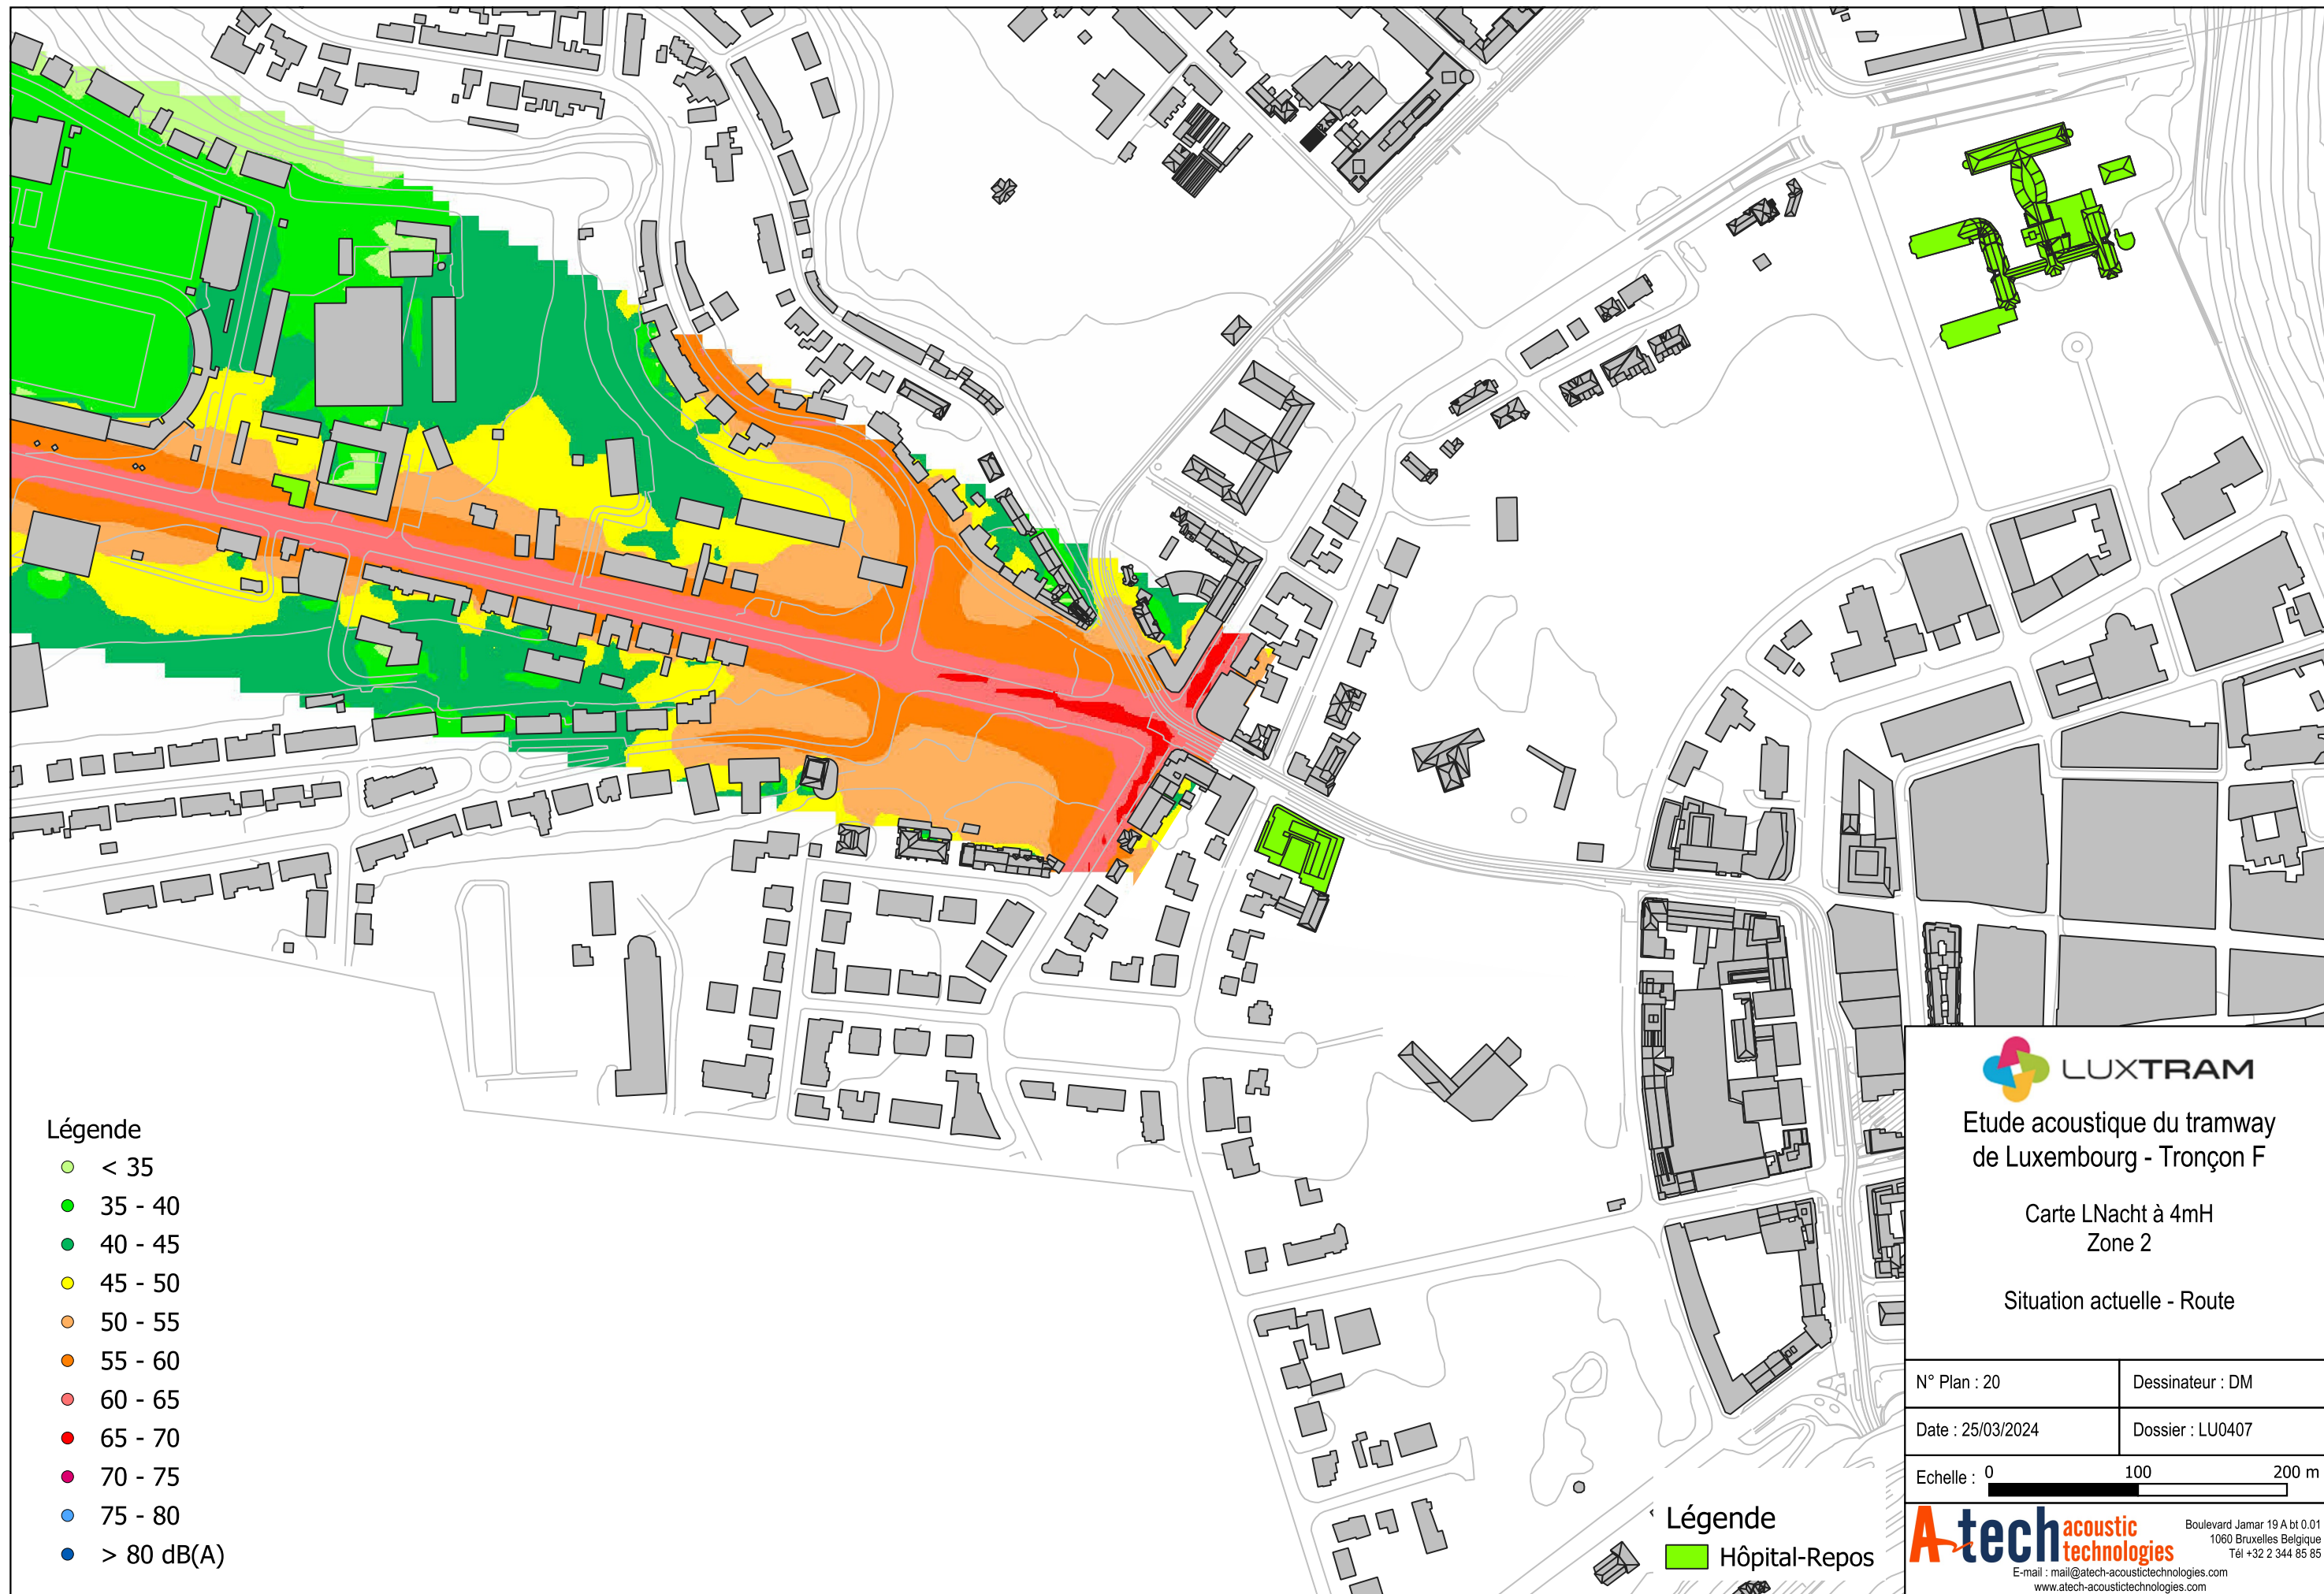 Légende
< 35
35 - 40
40 - 45
45 - 50
50 - 55
55 - 60
60 - 65
65 - 70
70 - 75
75 - 80
> 80 dB(A)
Légende
Hôpital-Repos
LUXTRAM
Etude acoustique du tramway
de Luxembourg - Tronçon F
Carte LNacht à 4mH
Zone 2
Situation actuelle - Route
N° Plan : 20
Dessinateur : DM
Date : 25/03/2024
Dossier : LU0407
Echelle : 0 100 200 m
A-tech acoustic technologies
Boulevard Jamar 19 A bt 0.01
1060 Bruxelles Belgique
Tél +32 2 344 85 85
E-mail : mail@atech-acoustictechnologies.com
www.atech-acoustictechnologies.com